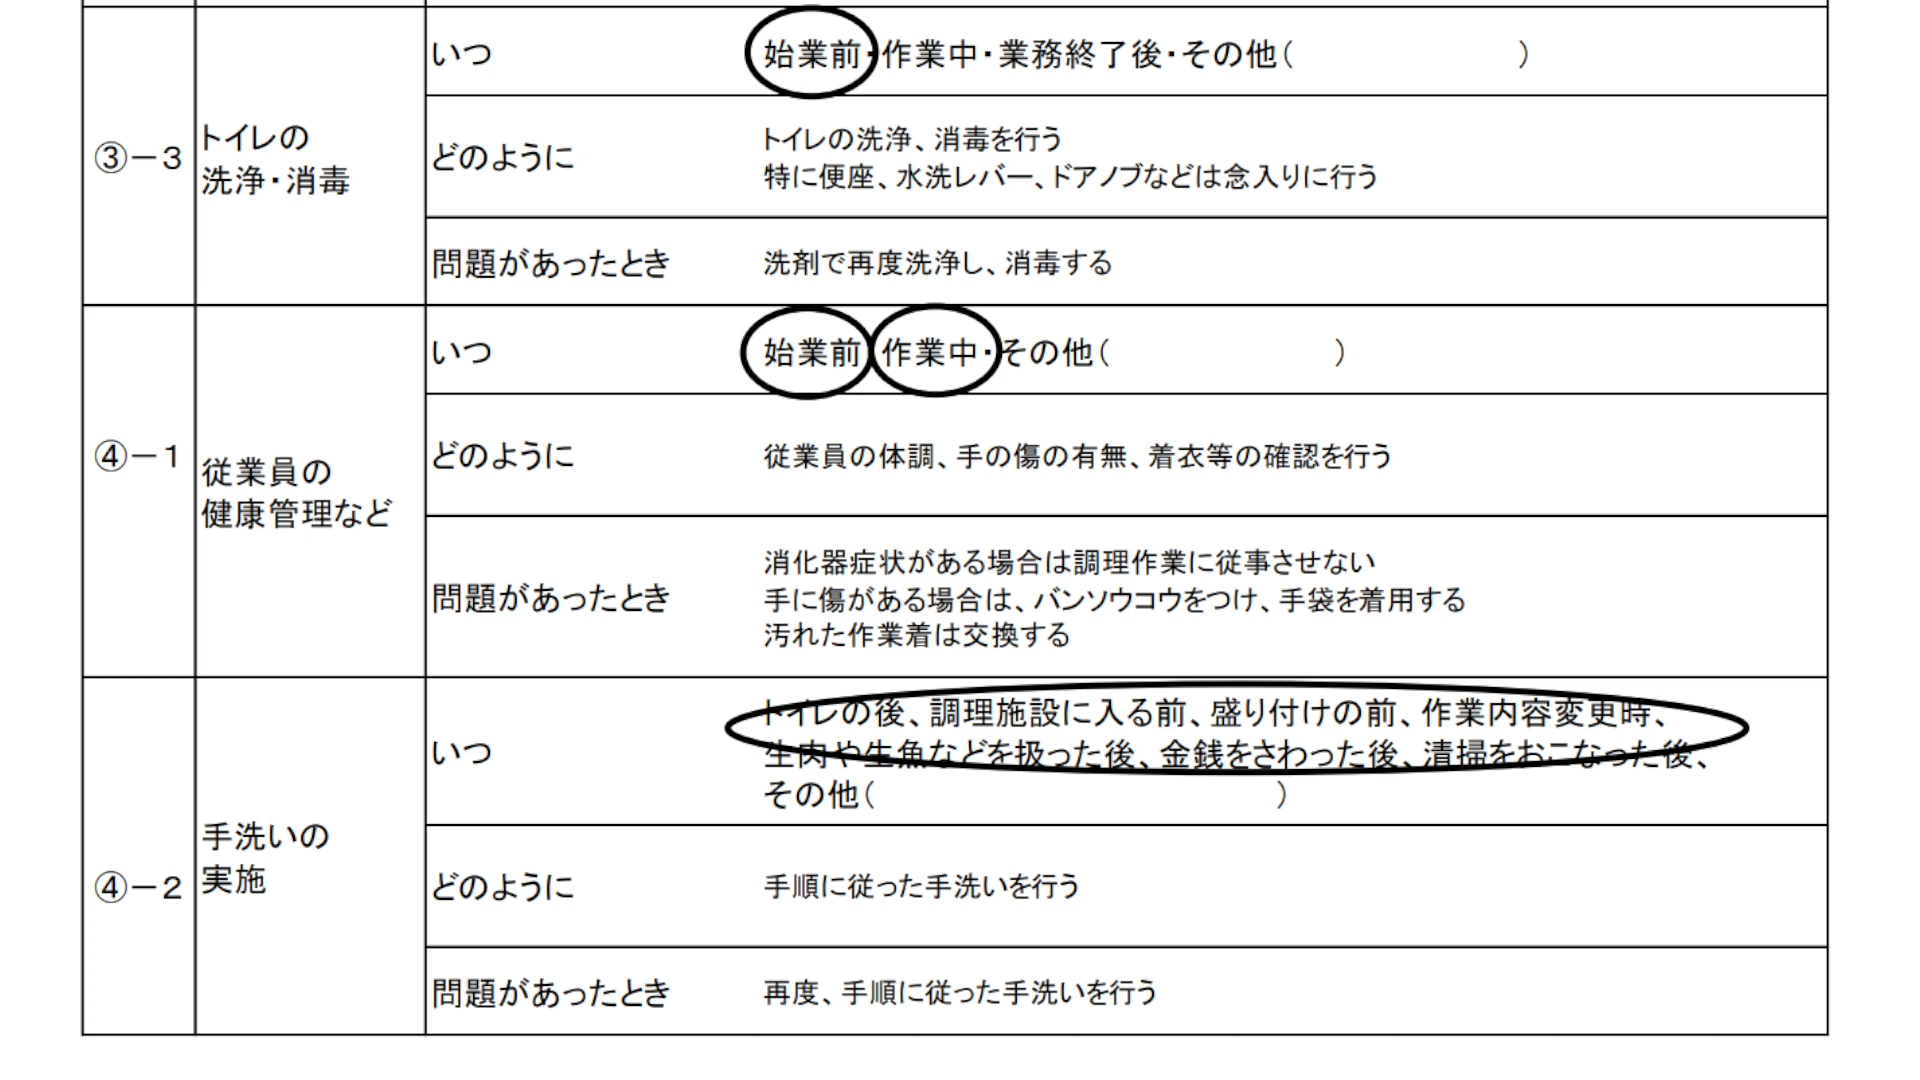 ③－3
トイレの
洗浄・消毒
いつ
始業前・作業中・業務終了後・その他（　　　　　　　）
どのように
トイレの洗浄、消毒を行う
特に便座、水洗レバー、ドアノブなどは念入りに行う
問題があったとき
洗剤で再度洗浄し、消毒する
④－1
従業員の
健康管理など
いつ
始業前・作業中・その他（　　　　　　　）
どのように
従業員の体調、手の傷の有無、着衣等の確認を行う
問題があったとき
消化器症状がある場合は調理作業に従事させない
手に傷がある場合は、バンソウコウをつけ、手袋を着用する
汚れた作業着は交換する
④－2
手洗いの
実施
いつ
トイレの後、調理施設に入る前、盛り付けの前、作業内容変更時、
生肉や生魚などを扱った後、金銭をさわった後、清掃をおこなった後、
その他（　　　　　　　　　　　　）
どのように
手順に従った手洗いを行う
問題があったとき
再度、手順に従った手洗いを行う